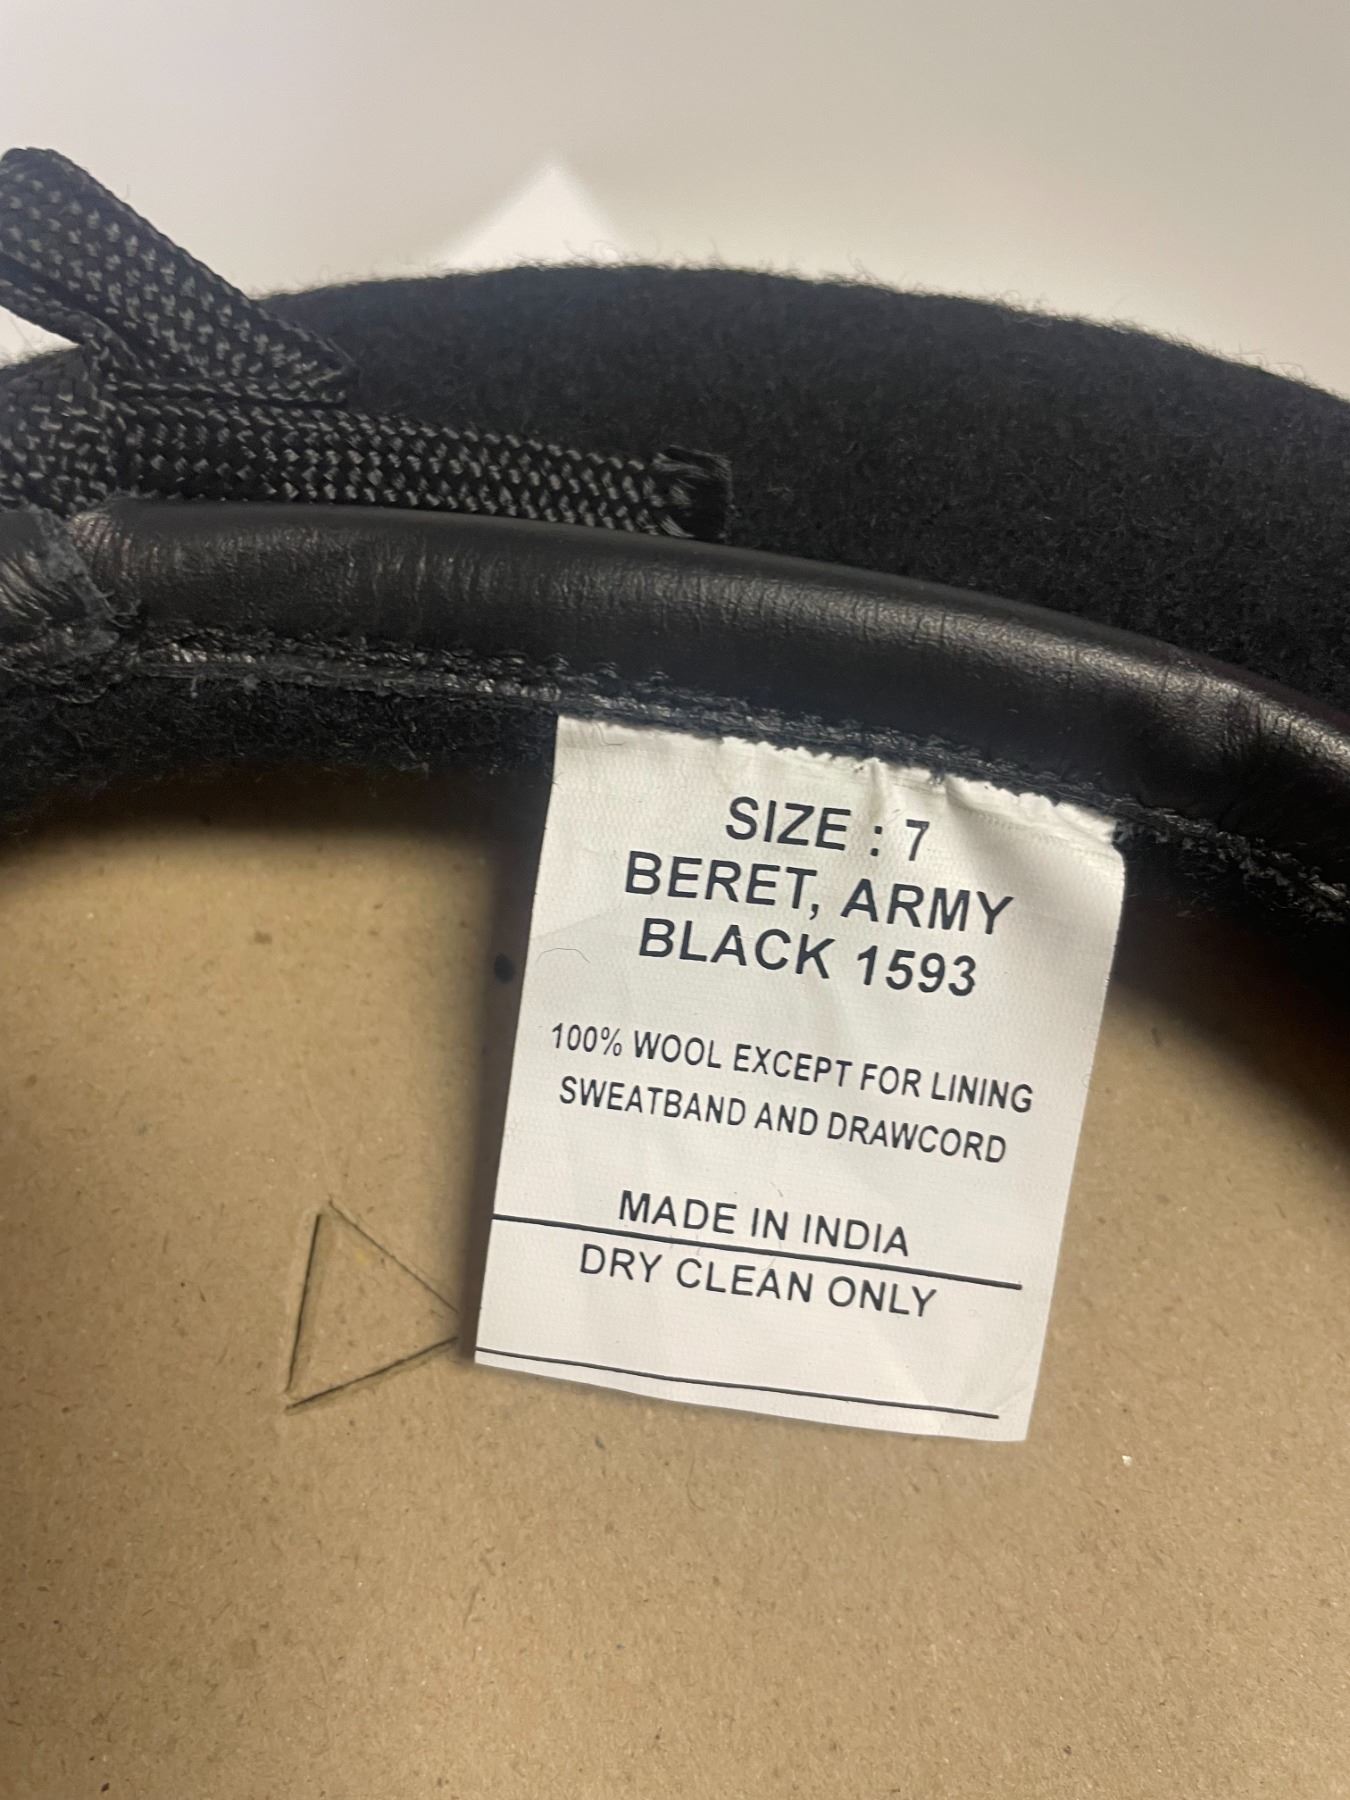 SIZE : 7
BERET, ARMY
BLACK 1593
100% WOOL EXCEPT FOR LINING
SWEATBAND AND DRAWCORD
MADE IN INDIA
DRY CLEAN ONLY